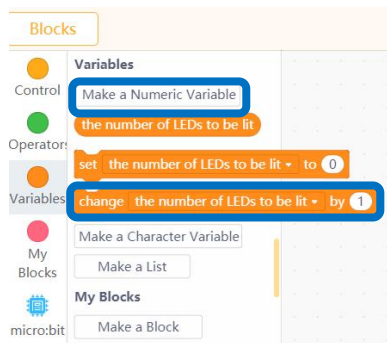 Blocks
Variables
Control
Make a Numeric Variable
the number of LEDs to be lit
Operators
set the number of LEDs to be lit to 0
Variables
change the number of LEDs to be lit by 1
Make a Character Variable
My
Blocks
Make a List
My Blocks
micro:bit
Make a Block